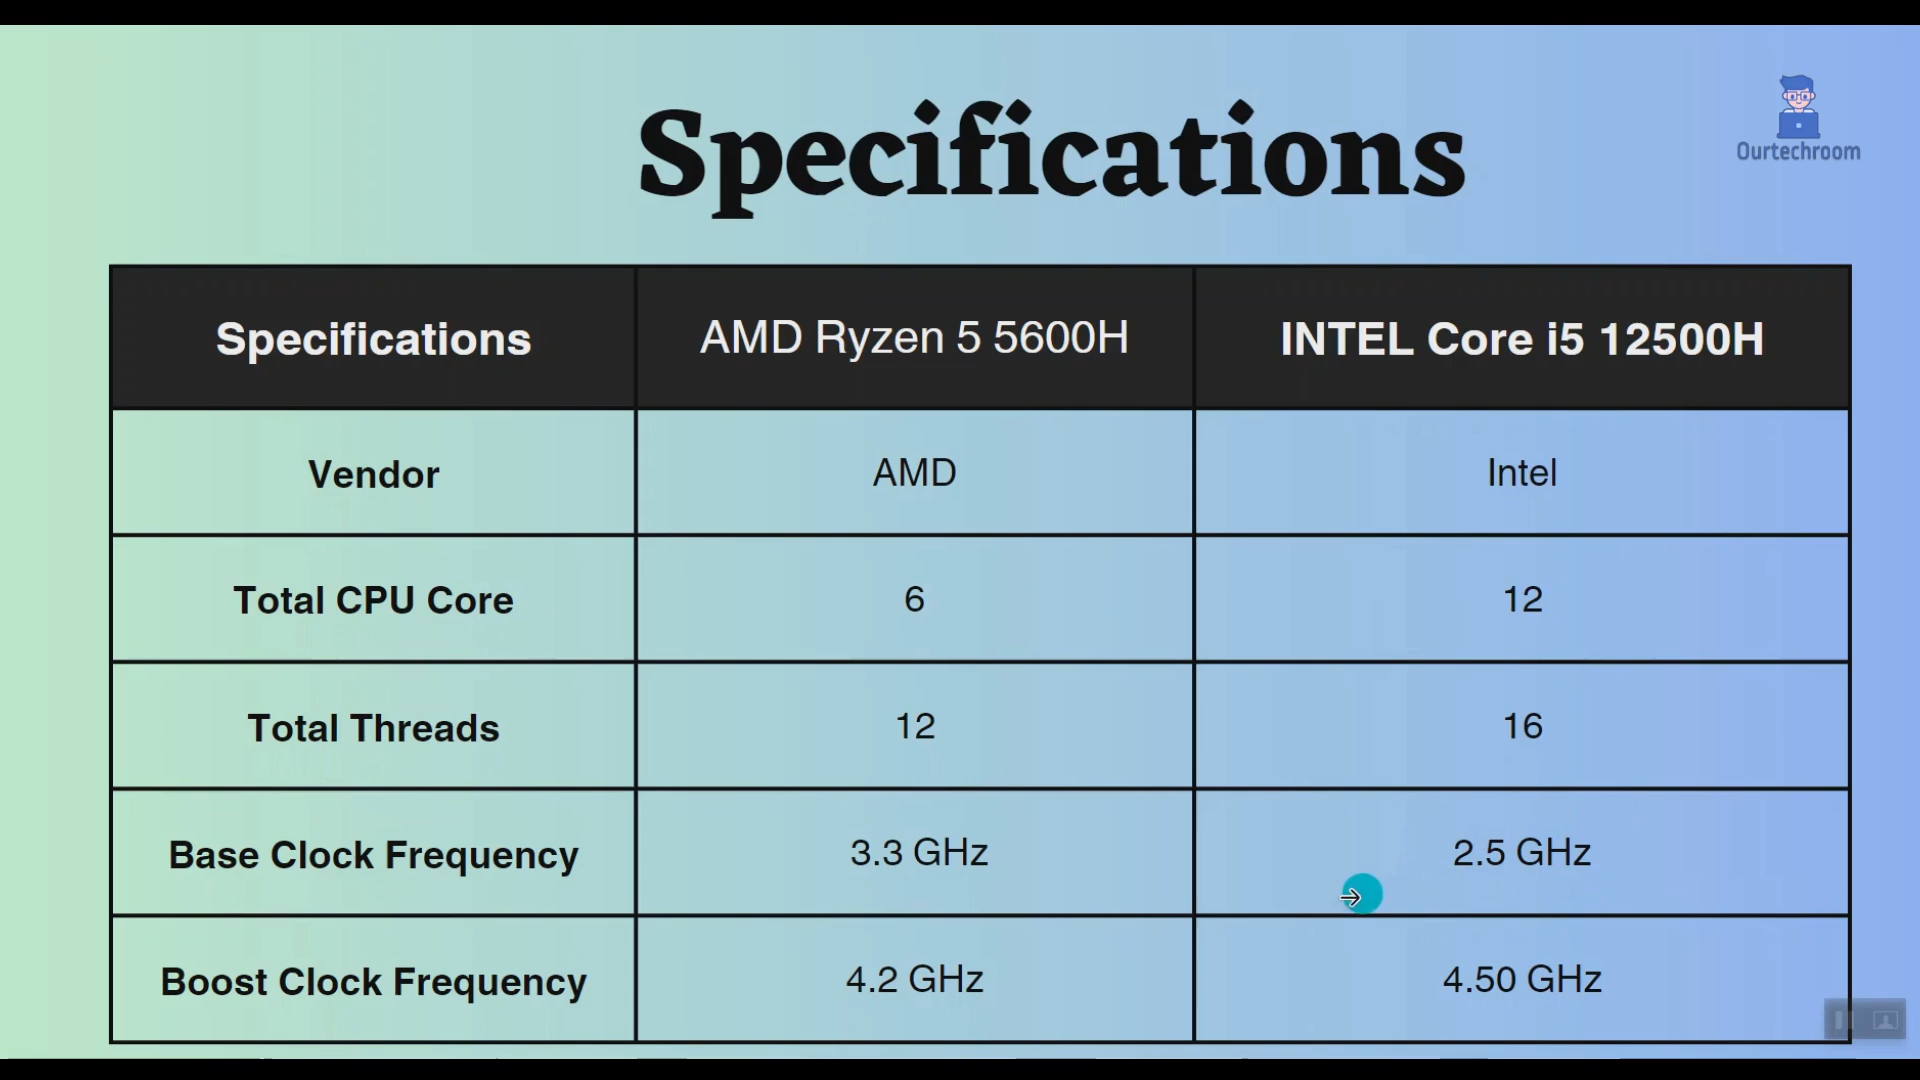 Specifications
Ourtechroom
Specifications AMD Ryzen 5 5600H INTEL Core i5 12500H
Vendor AMD Intel
Total CPU Core 6 12
Total Threads 12 16
Base Clock Frequency 3.3 GHz 2.5 GHz
Boost Clock Frequency 4.2 GHz 4.50 GHz